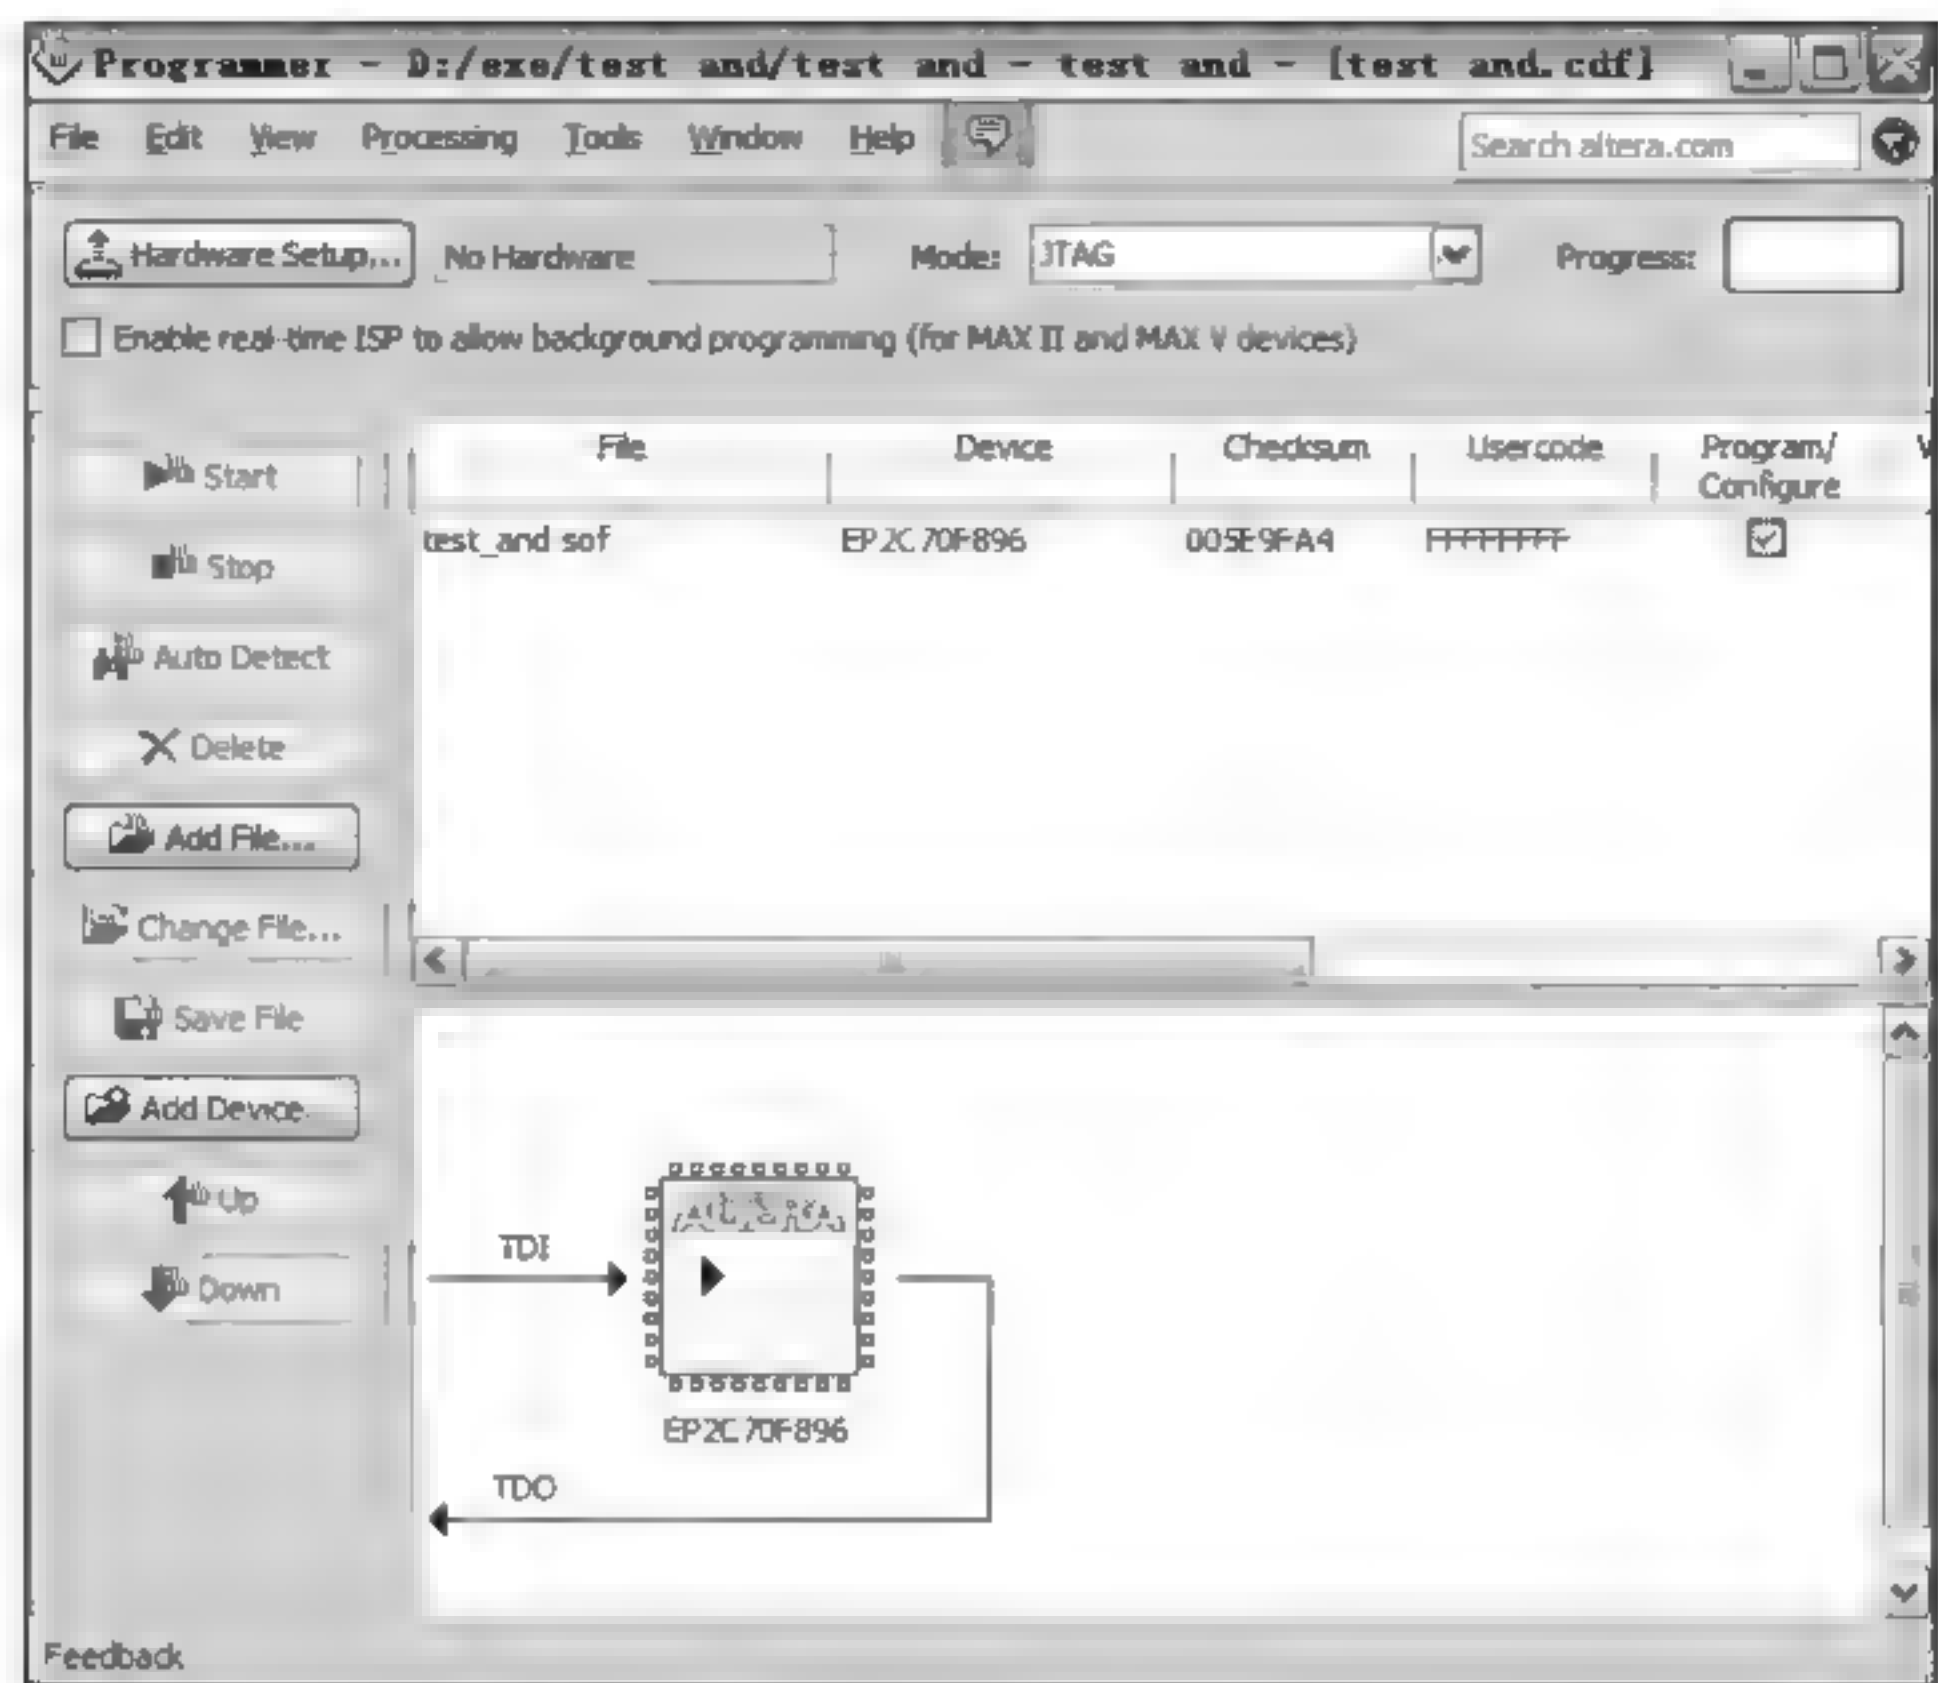 Programmer - D:/exe/test and/test and - test and - [test and.cdf]
File Edit View Processing Tools Window Help Search altera.com
Hardware Setup... No Hardware Mode: JTAG Progress:
Enable real-time ISP to allow background programming (for MAX II and MAX V devices)
File Device Checksum Usercode Program/
Configure
Start
test_and sof EP2C70F896 005E9FA4 FFFFFFFF
Stop
Auto Detect
Delete
Add File...
Change File...
Save File
Add Device
Up
ALTERA
TDI
Down
EP2C70F896
TDO
Feedback